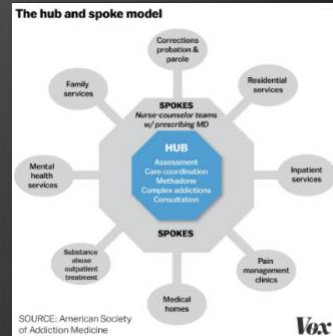 The hub and spoke model
Corrections
probation &
parole
Family
services
Residential
services
SPOKES
Nurse-counselor teams
w/ prescribing MD
HUB
Assessment
Care coordination
Methadone
Complex addictions
Consultation
Mental
health
services
Inpatient
services
SPOKES
Substance
abuse
outpatient
treatment
Pain
management
clinics
Medical
homes
SOURCE: American Society
of Addiction Medicine
Vox